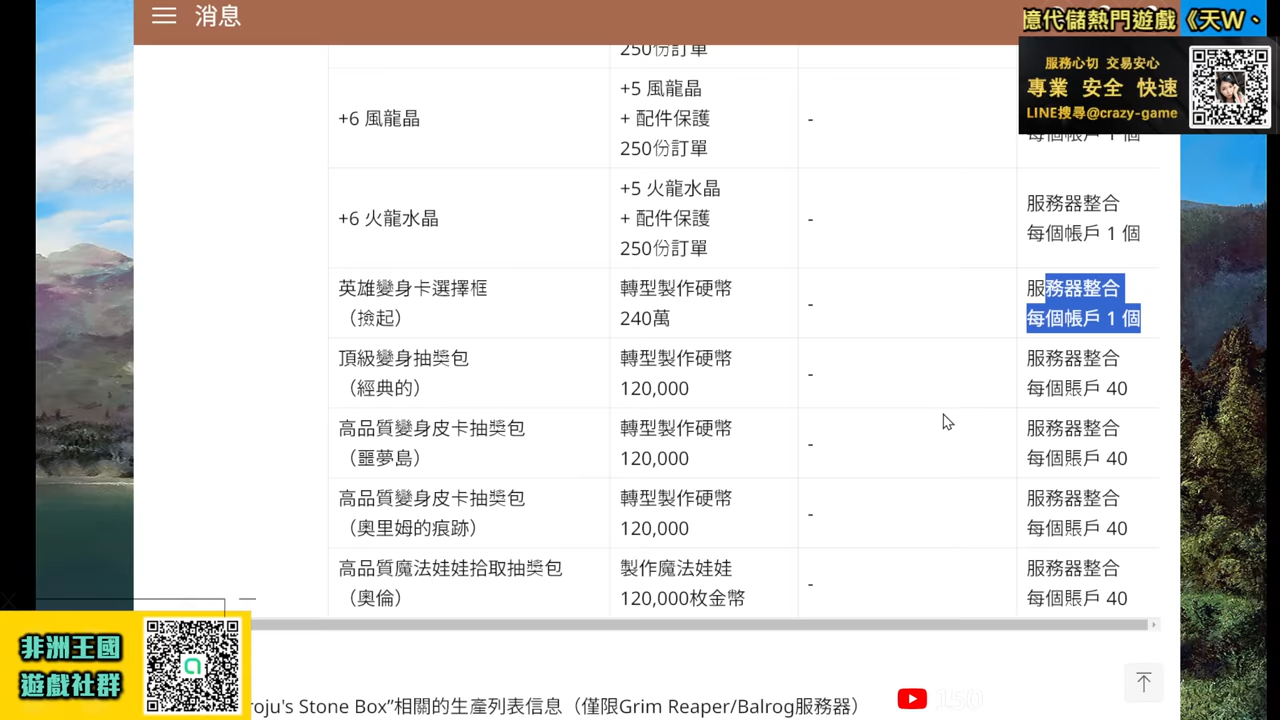 消息
憶代儲熱門遊戲《天W、
服務心切 交易安心
專業 安全 快速
LINE搜尋@crazy-game
250份訂單
+6 風龍晶
+5 風龍晶
+ 配件保護
250份訂單
-
每個帳戶 1 個
+6 火龍水晶
+5 火龍水晶
+ 配件保護
250份訂單
-
服務器整合
每個帳戶 1 個
英雄變身卡選擇框
（撿起）
轉型製作硬幣
240萬
-
服務器整合
每個帳戶 1 個
頂級變身抽獎包
（經典的）
轉型製作硬幣
120,000
-
服務器整合
每個賬戶 40
高品質變身皮卡抽獎包
（噩夢島）
轉型製作硬幣
120,000
-
服務器整合
每個賬戶 40
高品質變身皮卡抽獎包
（奧里姆的痕跡）
轉型製作硬幣
120,000
-
服務器整合
每個賬戶 40
高品質魔法娃娃拾取抽獎包
（奧倫）
製作魔法娃娃
120,000枚金幣
-
服務器整合
每個賬戶 40
非洲王國
遊戲社群
roju's Stone Box”相關的生產列表信息（僅限Grim Reaper/Balrog服務器）
150